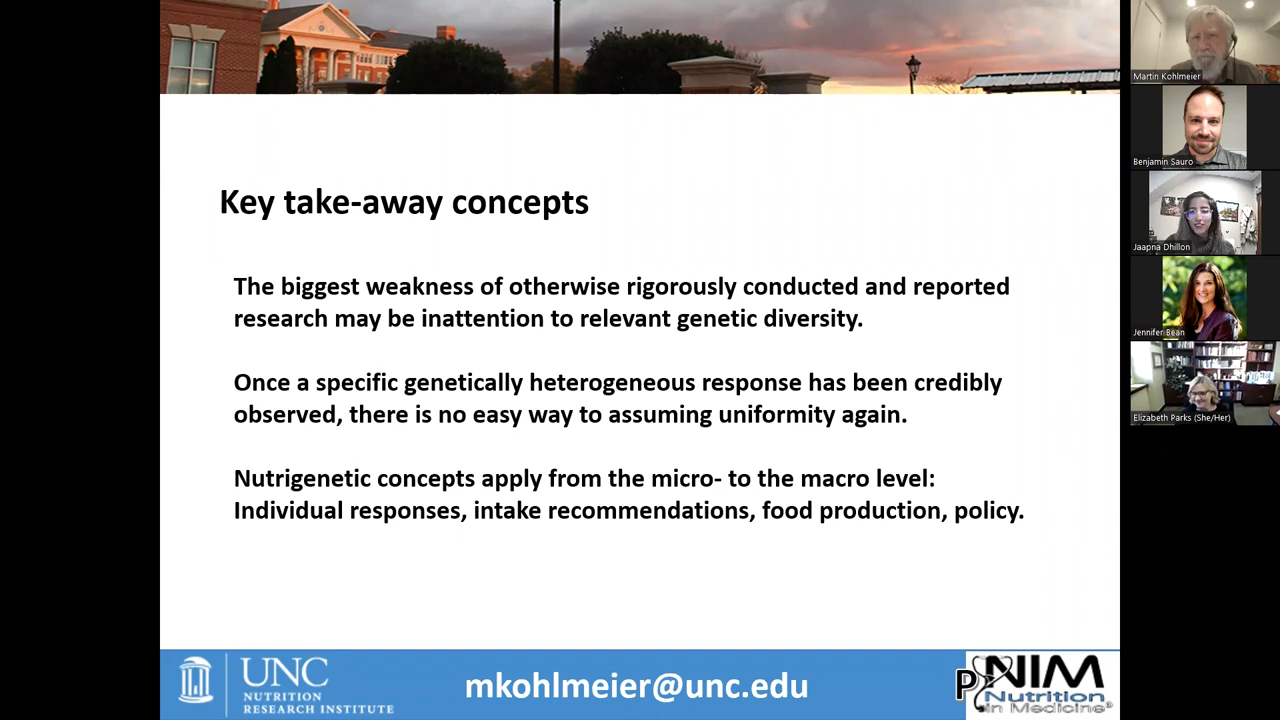 Key take-away concepts
The biggest weakness of otherwise rigorously conducted and reported
research may be inattention to relevant genetic diversity.
Once a specific genetically heterogeneous response has been credibly
observed, there is no easy way to assuming uniformity again.
Nutrigenetic concepts apply from the micro- to the macro level:
Individual responses, intake recommendations, food production, policy.
UNC
NUTRITION
RESEARCH INSTITUTE
mkohlmeier@unc.edu
NIM
Nutrition
in Medicine®
Martin Kohlmeier
Benjamin Sauro
Jaapna Dhillon
Jennifer Bean
Elizabeth Parks (She/Her)